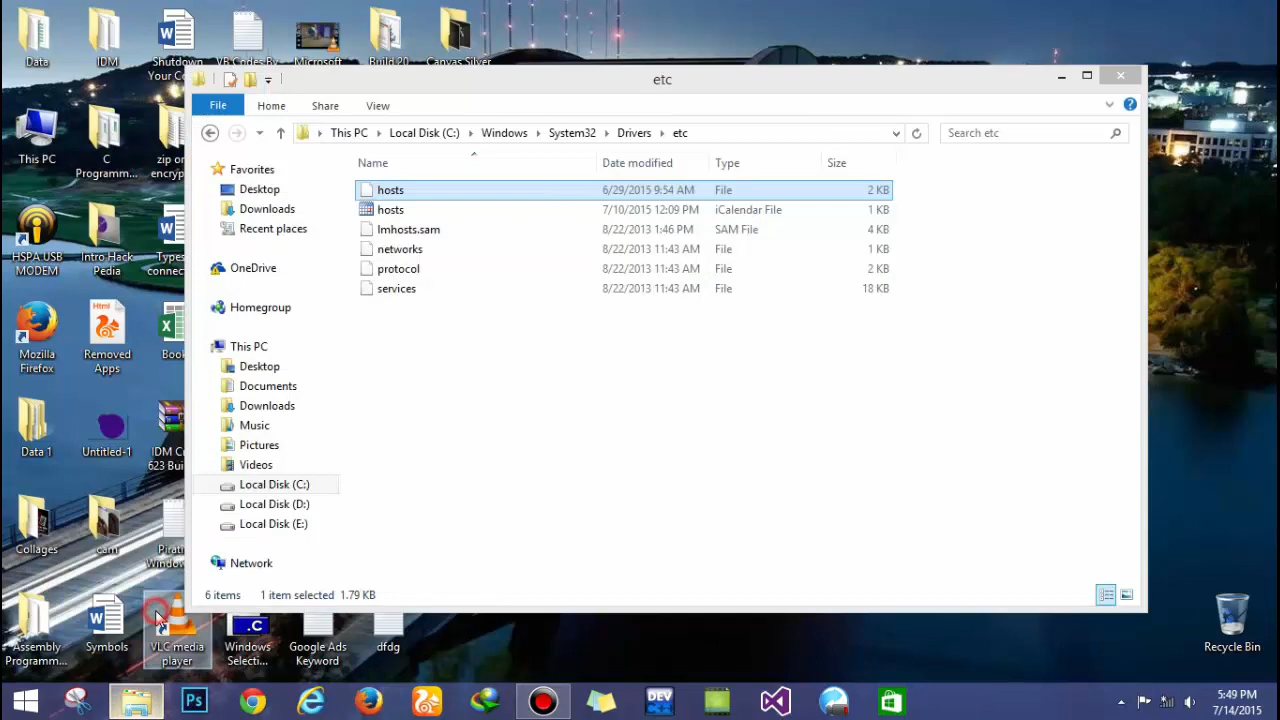 Data
IDM
Shutdown
Your Co
VB Codes By
Microsoft
Build 20
Canvas Silver
etc
File
Home
Share
View
This PC
Local Disk (C:)
Windows
System32
Drivers
etc
Search etc
Name
Date modified
Type
Size
hosts
6/29/2015 9:54 AM
File
2 KB
hosts
7/10/2015 12:09 PM
iCalendar File
1 KB
lmhosts.sam
8/22/2013 1:46 PM
SAM File
4 KB
networks
8/22/2013 11:43 AM
File
1 KB
protocol
8/22/2013 11:43 AM
File
2 KB
services
8/22/2013 11:43 AM
File
18 KB
Favorites
Desktop
Downloads
Recent places
OneDrive
Homegroup
This PC
Desktop
Documents
Downloads
Music
Pictures
Videos
Local Disk (C:)
Local Disk (D:)
Local Disk (E:)
Network
6 items
1 item selected 1.79 KB
This PC
C
Programm...
zip or
encryp
HSPA USB
MODEM
Intro Hack
Pedia
Types
connec
Mozilla
Firefox
Html
Removed
Apps
Boo
Data 1
Untitled-1
IDM Cr
623 Bui
Collages
cam
Pirati
Window
Assembly
Programm...
Symbols
VLC media
player
.C
Windows
Selecti...
Google Ads
Keyword
dfdg
Recycle Bin
Ps
DEV
5:49 PM
7/14/2015